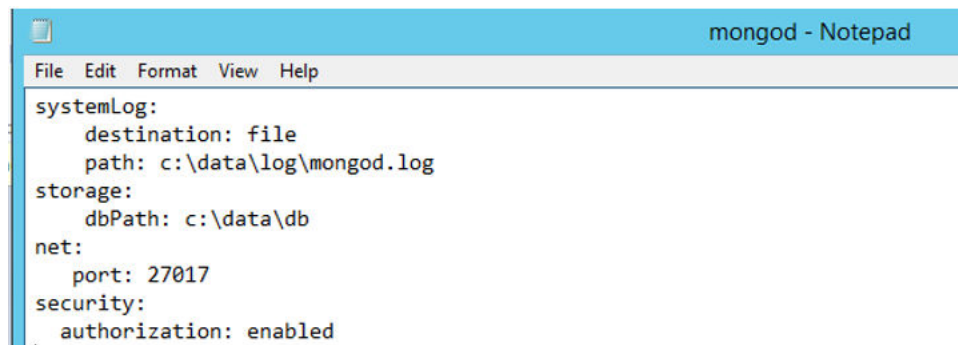 mongod - Notepad
File Edit Format View Help
systemLog:
    destination: file
    path: c:\data\log\mongod.log
storage:
    dbPath: c:\data\db
net:
   port: 27017
security:
  authorization: enabled